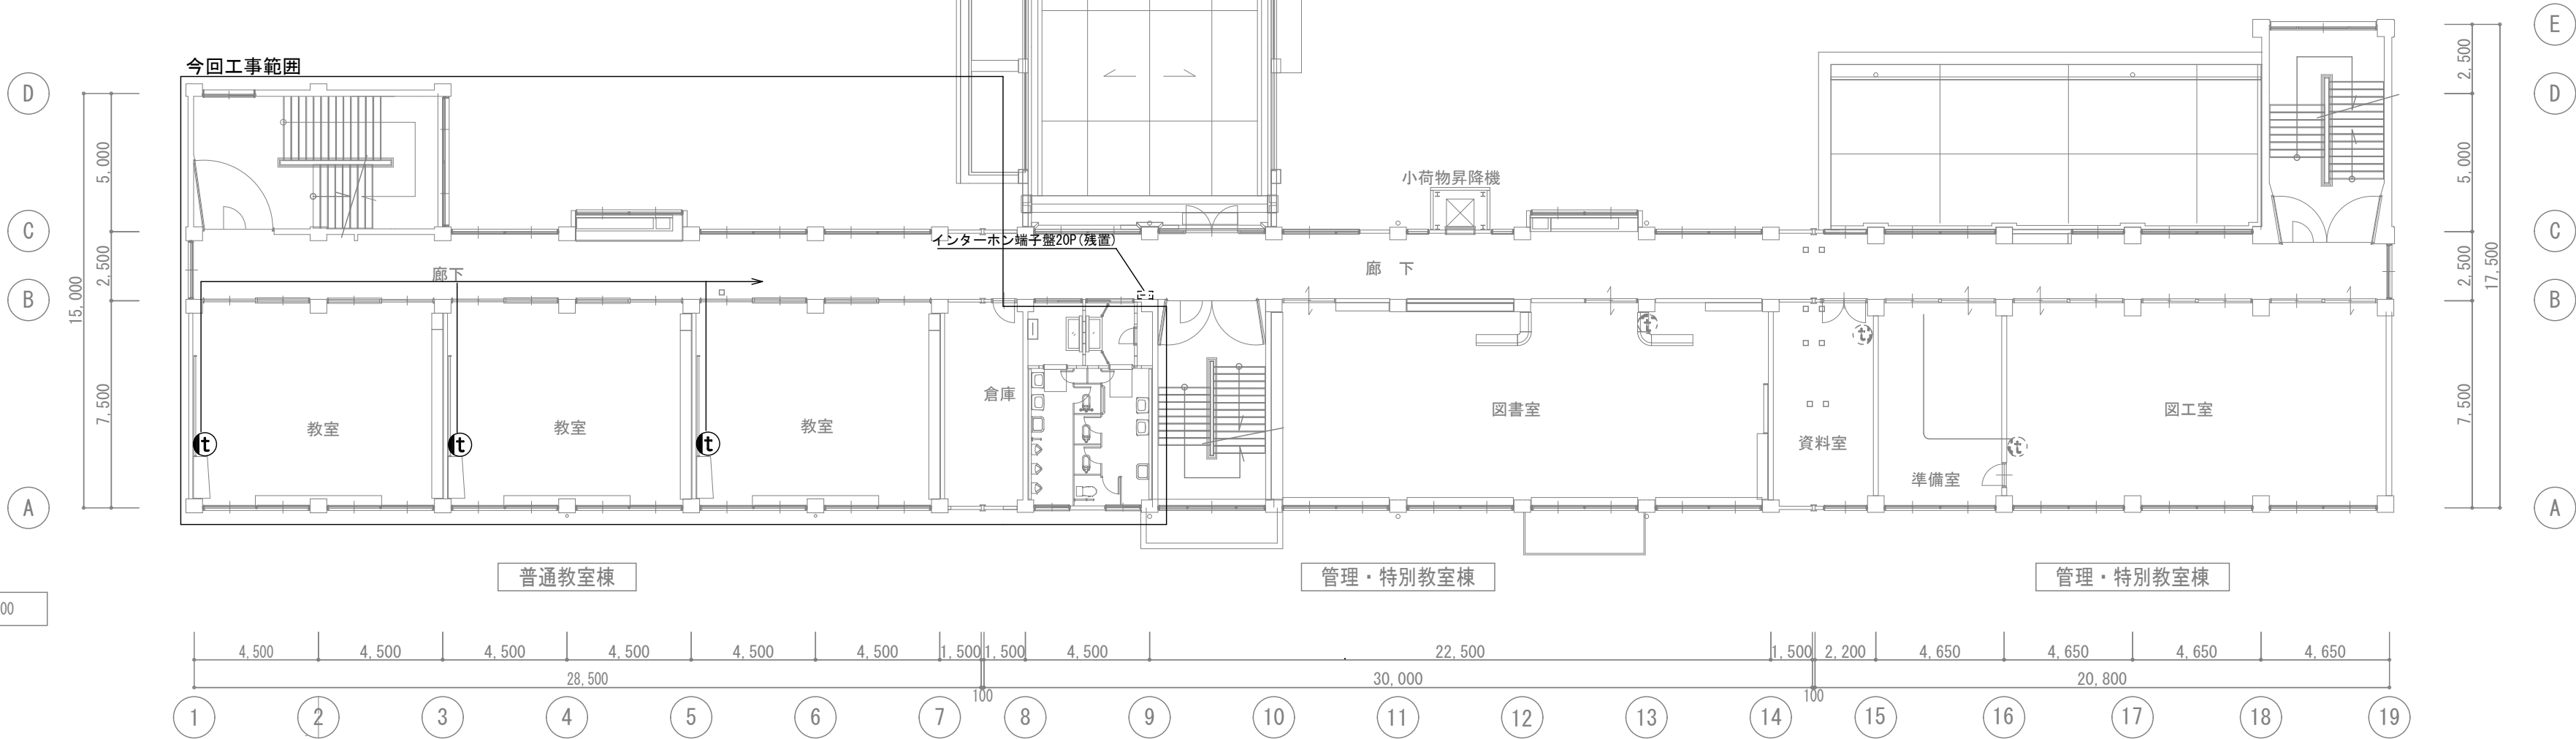 今回工事範囲
E
D
D
C
C
B
B
A
A
5,000
2,500
7,500
15,000
2,500
5,000
2,500
7,500
17,500
小荷物昇降機
インターホン端子盤20P(残置)
廊下
廊 下
t
t
t
t
t
t
教室
教室
教室
倉庫
図書室
資料室
準備室
図工室
普通教室棟
管理・特別教室棟
管理・特別教室棟
00
4,500
4,500
4,500
4,500
4,500
4,500
1,500
1,500
4,500
22,500
1,500
2,200
4,650
4,650
4,650
4,650
28,500
100
30,000
100
20,800
1
2
3
4
5
6
7
8
9
10
11
12
13
14
15
16
17
18
19